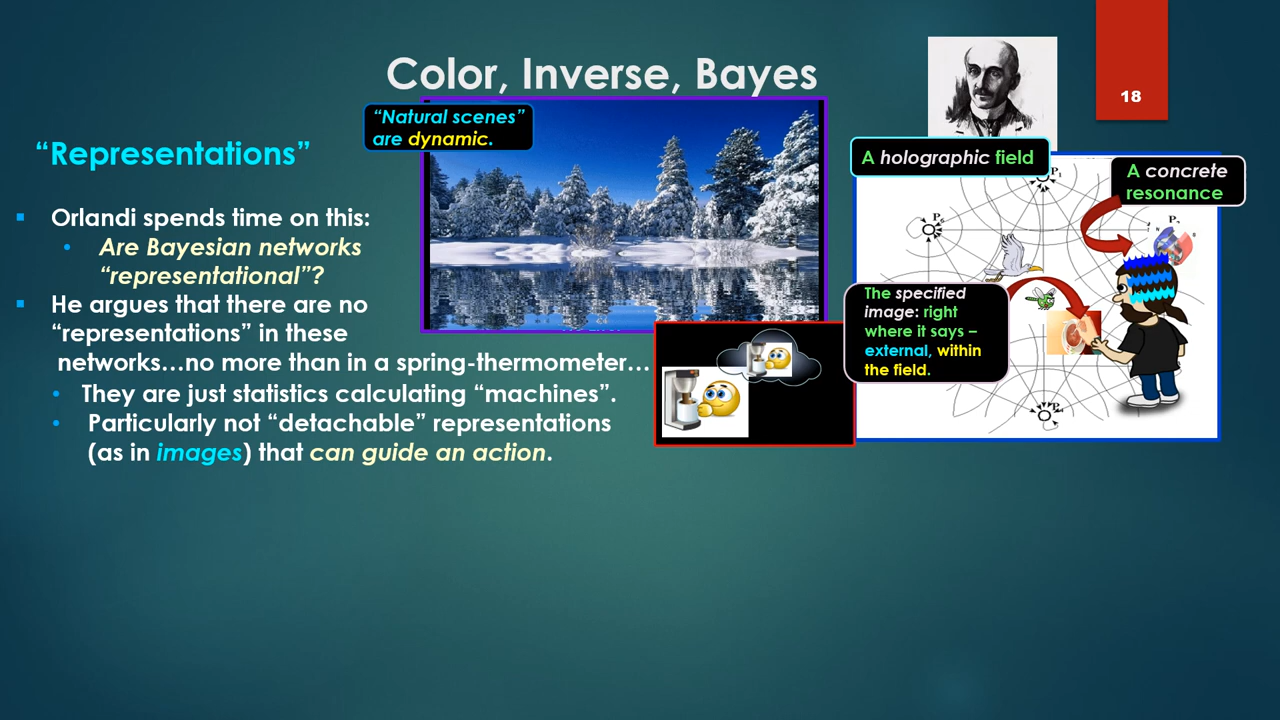 Color, Inverse, Bayes
18
"Natural scenes"
are dynamic.
"Representations"
Orlandi spends time on this:
Are Bayesian networks
"representational"?
He argues that there are no
"representations" in these
networks…no more than in a spring-thermometer…
They are just statistics calculating "machines".
Particularly not "detachable" representations
(as in images) that can guide an action.
A holographic field
A concrete
resonance
The specified
image: right
where it says –
external, within
the field.
P1